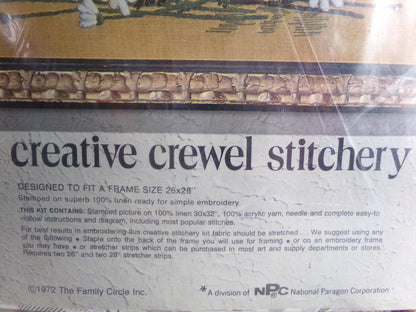 creative crewel stitchery
DESIGNED TO FIT A FRAME SIZE 26x28"
Stamped on superb 100% linen ready for simple embroidery.
THIS KIT CONTAINS: Stamped picture on 100% linen 30x32", 100% acrylic yarn, needle and complete easy-to
follow instructions and diagram, including most popular stitches.
For best results in embroidering this creative stitchery kit fabric should be stretched . . . We suggest using any
of the following • Staple onto the back of the frame you will use for framing • or on an embroidery frame
you may have • or stretcher strips which can be purchased in most art and supply departments or stores.
Requires two 26" and two 28" stretcher strips.
©1972 The Family Circle Inc.
*A division of NPC National Paragon Corporation